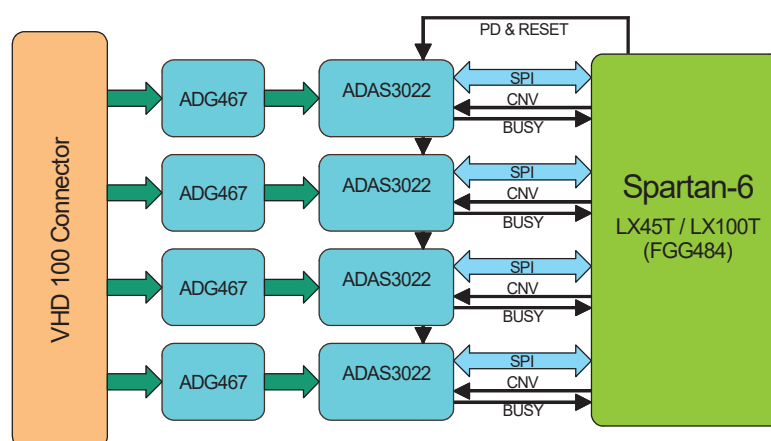 PD & RESET
VHD 100 Connector
ADG467
ADAS3022
SPI
CNV
BUSY
ADG467
ADAS3022
SPI
CNV
BUSY
ADG467
ADAS3022
SPI
CNV
BUSY
ADG467
ADAS3022
SPI
CNV
BUSY
Spartan-6
LX45T / LX100T
(FGG484)